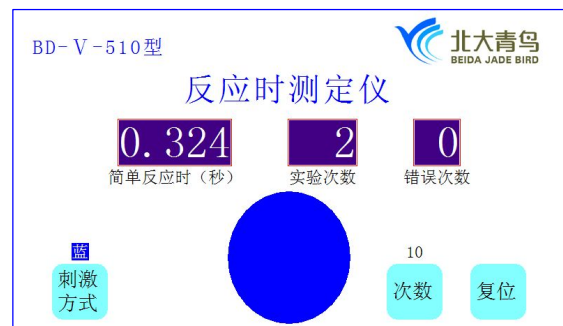 BD-Ⅴ-510型
北大青鸟
BEIDA JADE BIRD
反应时测定仪
0.324 2 0
简单反应时（秒） 实验次数 错误次数
蓝
刺激
方式
10
次数
复位